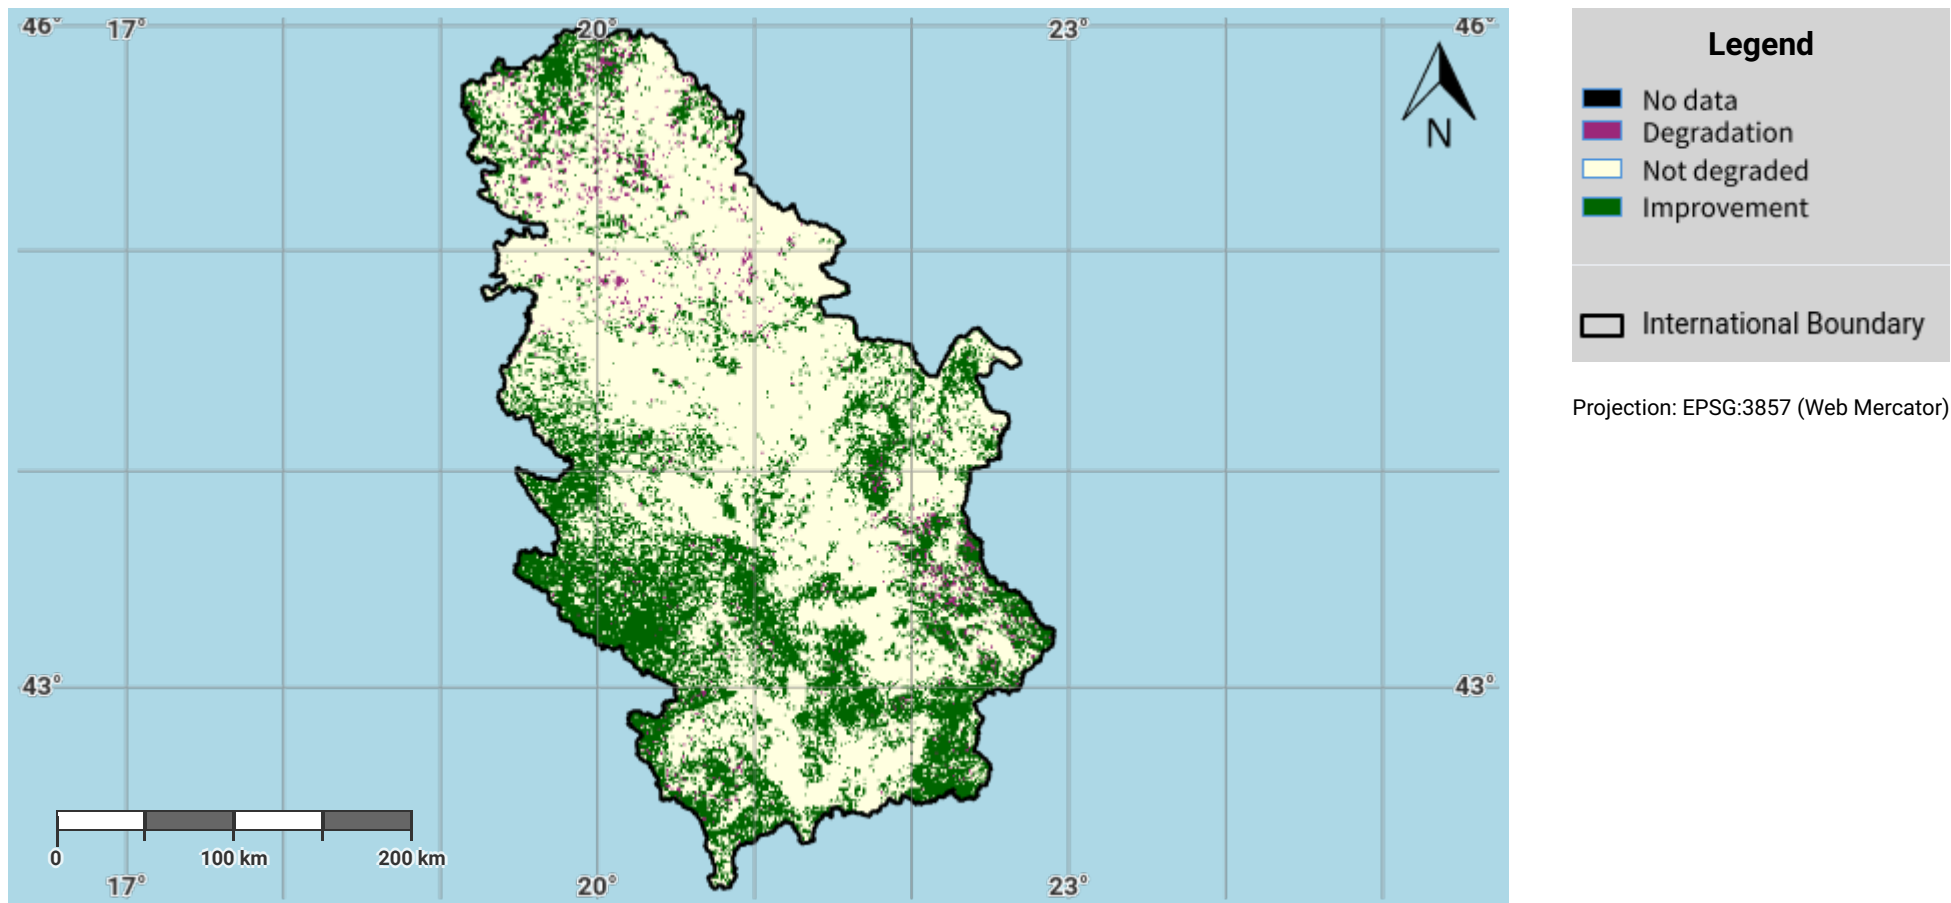 46° 17° 20° 23° 46°
N
43° 43°
0 100 km 200 km
17° 20° 23°
Legend
No data
Degradation
Not degraded
Improvement
International Boundary
Projection: EPSG:3857 (Web Mercator)